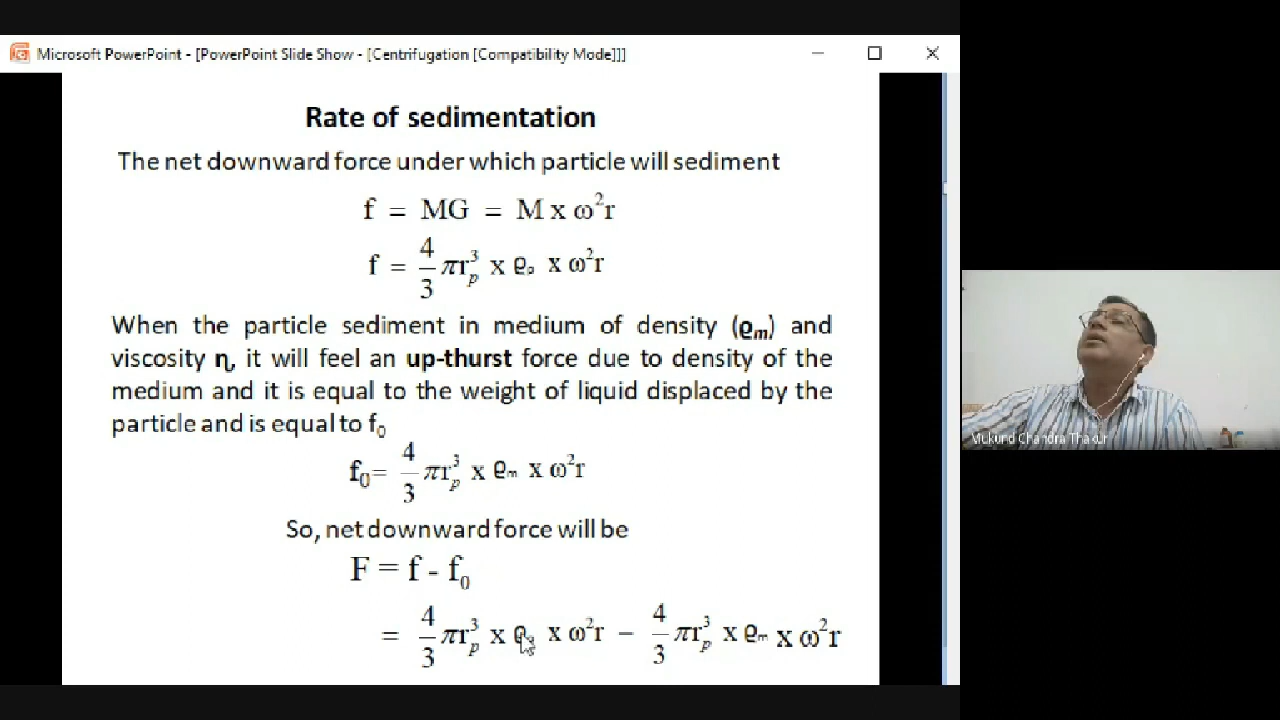 Microsoft PowerPoint - [PowerPoint Slide Show - [Centrifugation [Compatibility Mode]]]
Rate of sedimentation
The net downward force under which particle will sediment
f = MG = M x ω²r
f = 4/3 πr_p³ x ϱₚ x ω²r
When the particle sediment in medium of density (ϱₘ) and
viscosity η, it will feel an up-thurst force due to density of the
medium and it is equal to the weight of liquid displaced by the
particle and is equal to f₀
f₀= 4/3 πr_p³ x ϱₘ x ω²r
So, net downward force will be
F = f - f₀
= 4/3 πr_p³ x ϱₚ x ω²r – 4/3 πr_p³ x ϱₘ x ω²r
Mukund Chandra Thakur